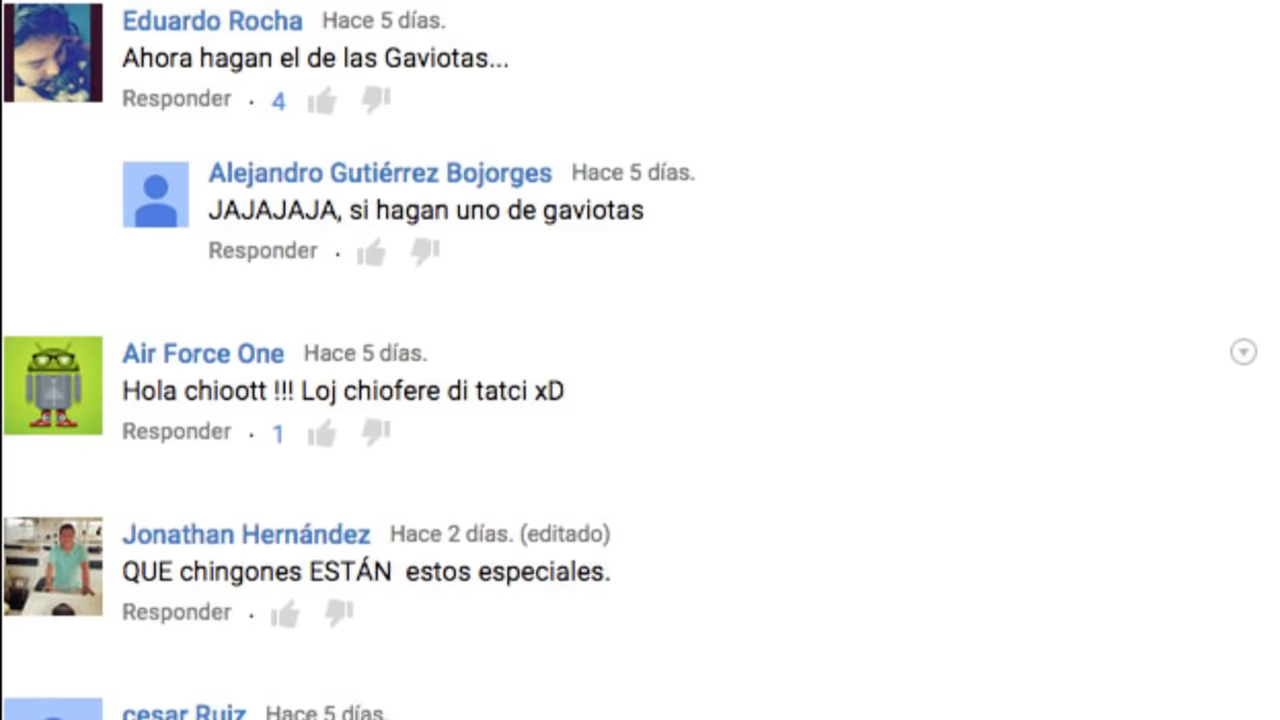 Eduardo Rocha Hace 5 días.
Ahora hagan el de las Gaviotas...
Responder · 4
Alejandro Gutiérrez Bojorges Hace 5 días.
JAJAJAJA, si hagan uno de gaviotas
Responder ·
Air Force One Hace 5 días.
Hola chioott !!! Loj chiofere di tatci xD
Responder · 1
Jonathan Hernández Hace 2 días. (editado)
QUE chingones ESTÁN  estos especiales.
Responder ·
cesar Ruiz Hace 5 días.